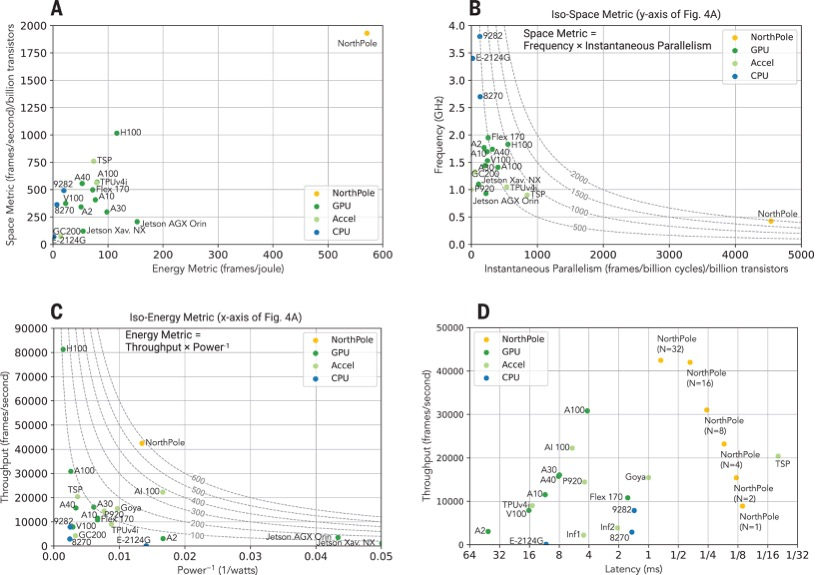 A
Space Metric (frames/second)/billion transistors
2000
1750
1500
1250
1000
750
500
250
0
NorthPole
H100
TSP
A40
A100
TPUv4i
9282
Flex 170
V100
A10
8270
A2
A30
Jetson AGX Orin
GC200
Jetson Xav. NX
E-2124G
NorthPole
GPU
Accel
CPU
0 100 200 300 400 500 600
Energy Metric (frames/joule)
B
Iso-Space Metric (y-axis of Fig. 4A)
Space Metric =
Frequency × Instantaneous Parallelism
NorthPole
GPU
Accel
CPU
Frequency (GHz)
4.0
3.5
3.0
2.5
2.0
1.5
1.0
0.5
0.0
9282
E-2124G
8270
Flex 170
A2
H100
A10
A40
V100
A30
A100
GC200
Jetson Xav. NX
P920
TPUv4i
TSP
Jetson AGX Orin
NorthPole
2000
1500
1000
500
0 1000 2000 3000 4000 5000
Instantaneous Parallelism (frames/billion cycles)/billion transistors
C
Iso-Energy Metric (x-axis of Fig. 4A)
Energy Metric =
Throughput × Power-1
NorthPole
GPU
Accel
CPU
Throughput (frames/second)
90000
80000
70000
60000
50000
40000
30000
20000
10000
0
H100
NorthPole
A100
TSP
AI 100
A40
A30
Goya
A10
P920
Flex 170
9282
V100
TPUv4i
GC200
8270
E-2124G
A2
Jetson AGX Orin
Jetson Xav. NX
600
500
400
300
200
100
0.00 0.01 0.02 0.03 0.04 0.05
Power-1 (1/watts)
D
NorthPole
GPU
Accel
CPU
Throughput (frames/second)
50000
40000
30000
20000
10000
0
NorthPole
(N=32)
NorthPole
(N=16)
NorthPole
(N=8)
NorthPole
(N=4)
NorthPole
(N=2)
NorthPole
(N=1)
A100
AI 100
TSP
A30
A40
P920
Goya
A10
Flex 170
TPUv4i
V100
9282
A2
Inf2
Inf1
8270
E-2124G
64 32 16 8 4 2 1 1/2 1/4 1/8 1/16 1/32
Latency (ms)